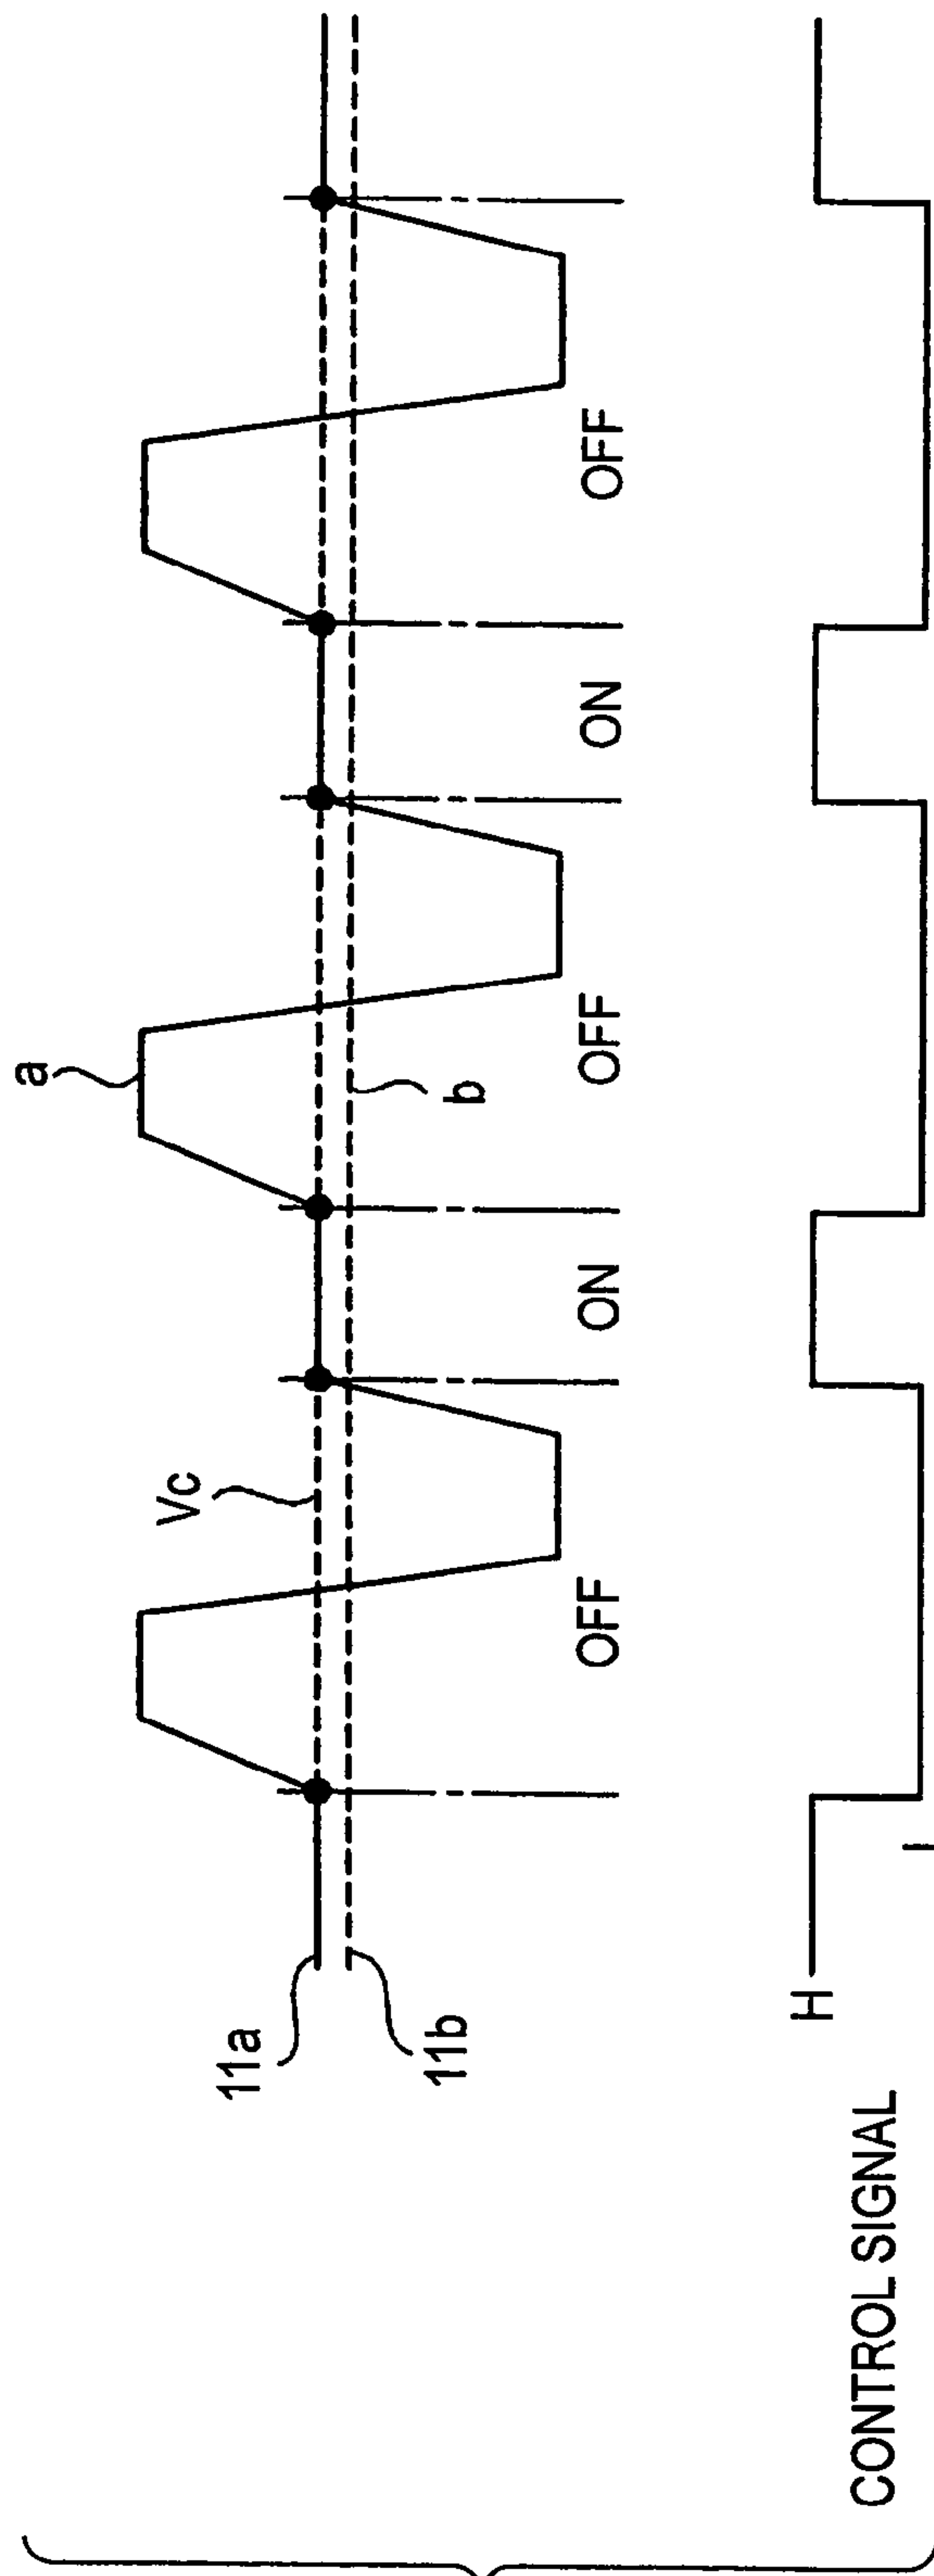 a
Vc
11a
11b
b
OFF
ON
OFF
ON
OFF
CONTROL SIGNAL
H